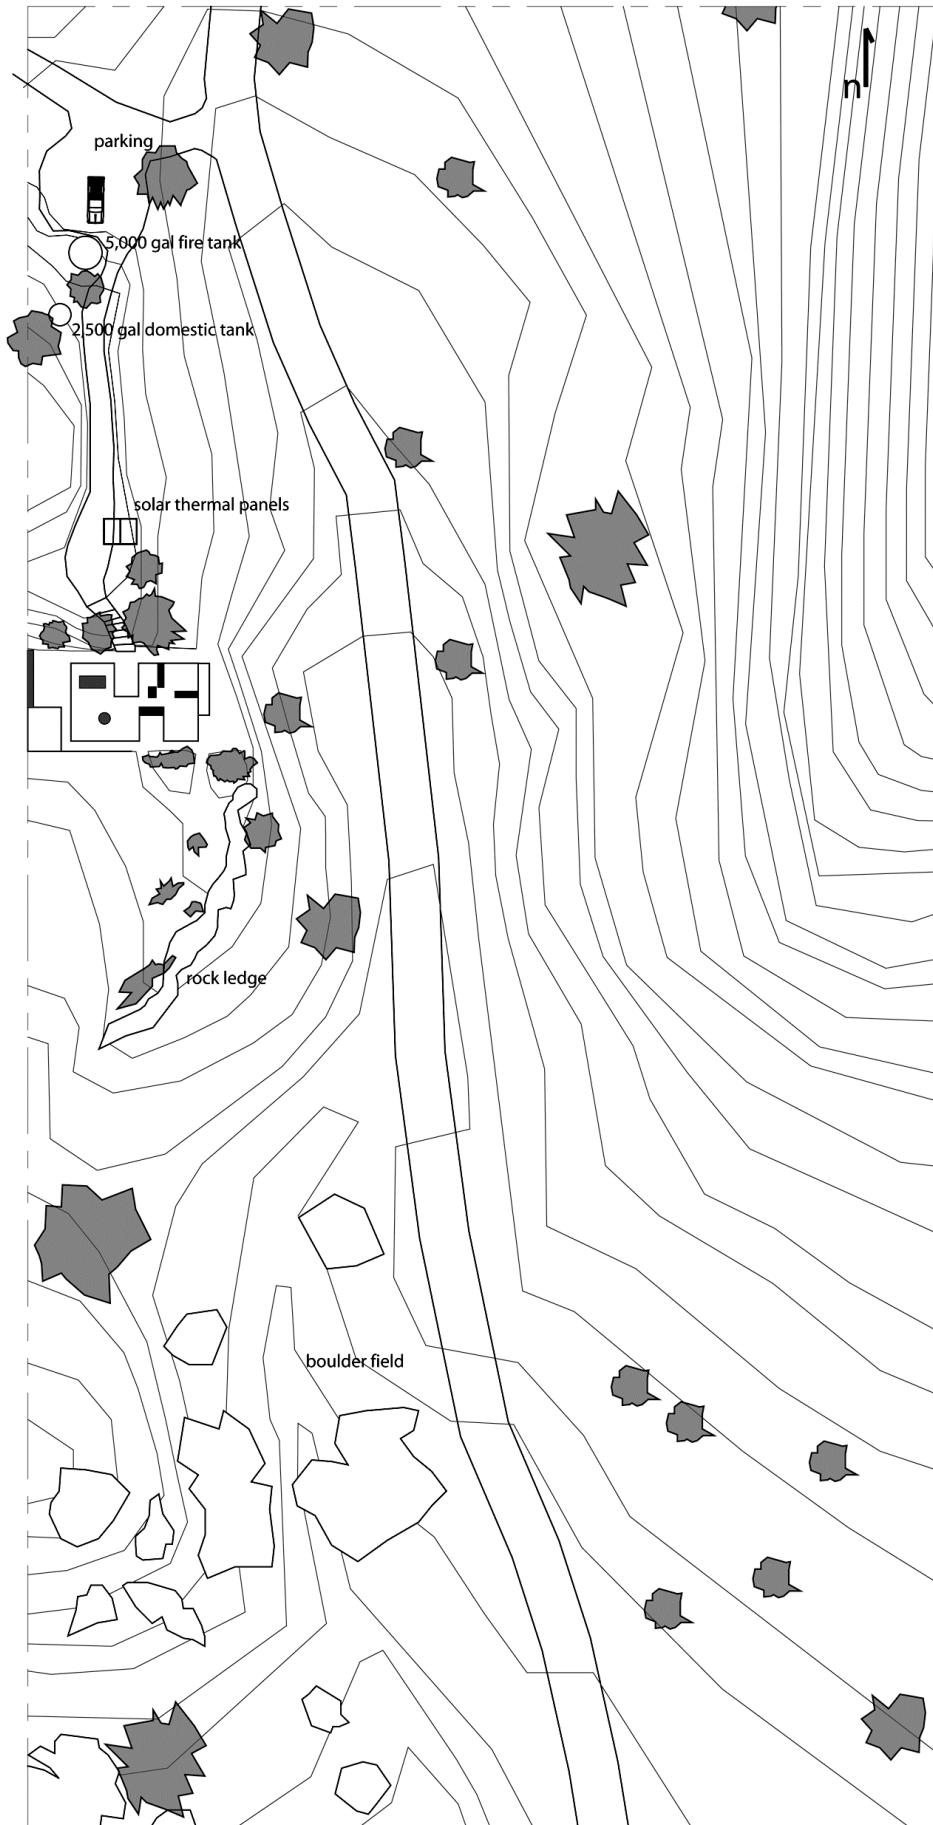 n
parking
5,000 gal fire tank
2,500 gal domestic tank
solar thermal panels
rock ledge
boulder field